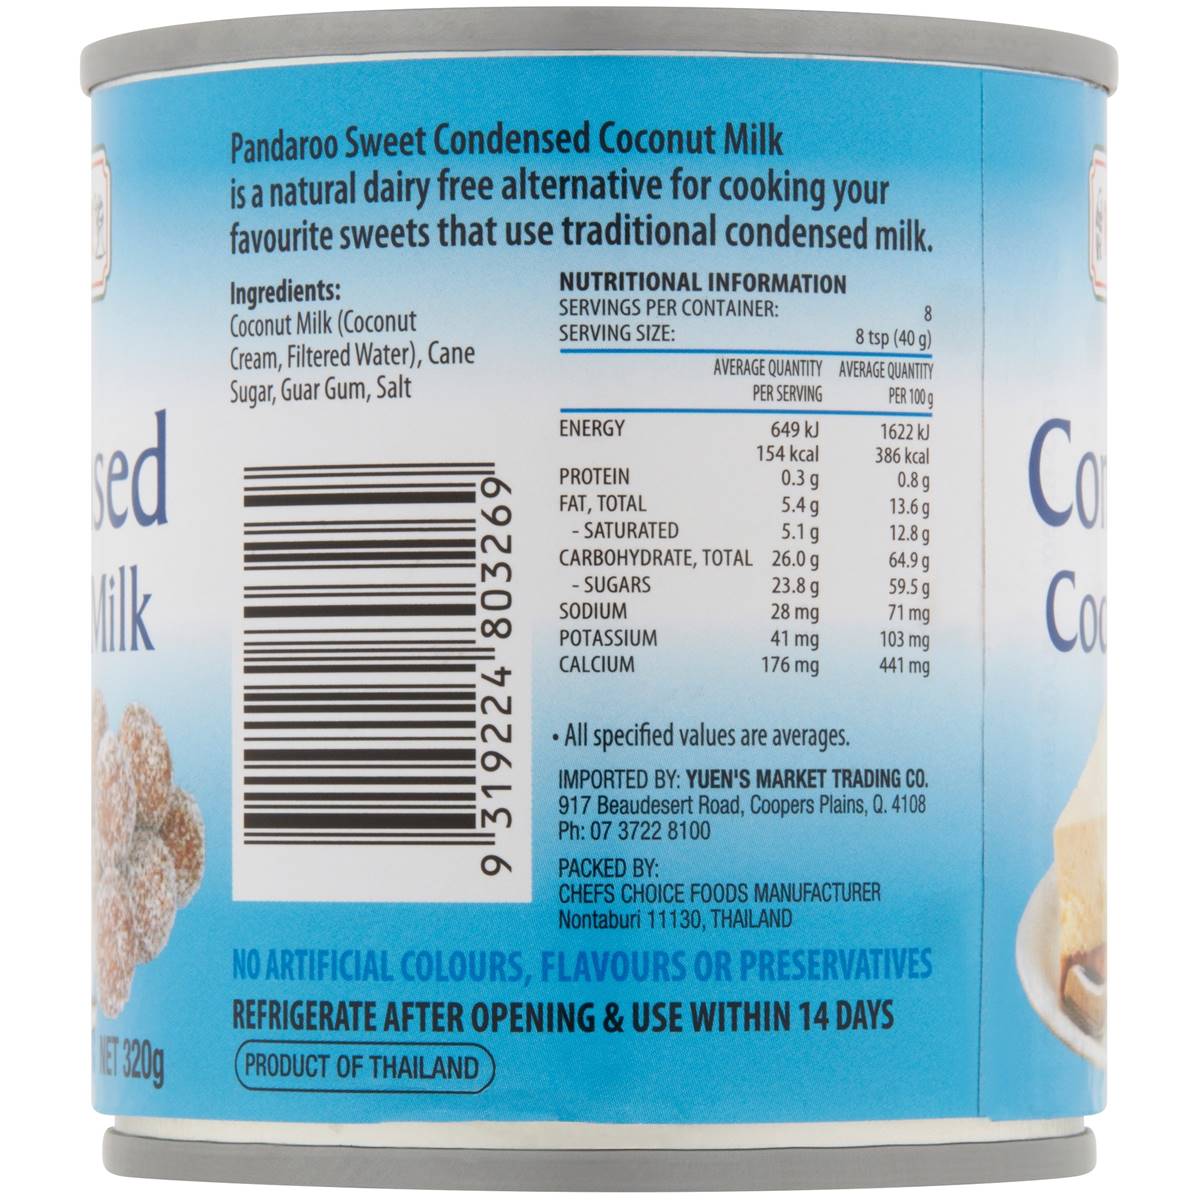 Pandaroo Sweet Condensed Coconut Milk
is a natural dairy free alternative for cooking your
favourite sweets that use traditional condensed milk.
Ingredients:
Coconut Milk (Coconut
Cream, Filtered Water), Cane
Sugar, Guar Gum, Salt
NUTRITIONAL INFORMATION
SERVINGS PER CONTAINER: 8
SERVING SIZE: 8 tsp (40 g)
AVERAGE QUANTITY AVERAGE QUANTITY
PER SERVING PER 100 g
ENERGY 649 kJ 1622 kJ
154 kcal 386 kcal
PROTEIN 0.3 g 0.8 g
FAT, TOTAL 5.4 g 13.6 g
- SATURATED 5.1 g 12.8 g
CARBOHYDRATE, TOTAL 26.0 g 64.9 g
- SUGARS 23.8 g 59.5 g
SODIUM 28 mg 71 mg
POTASSIUM 41 mg 103 mg
CALCIUM 176 mg 441 mg
• All specified values are averages.
IMPORTED BY: YUEN'S MARKET TRADING CO.
917 Beaudesert Road, Coopers Plains, Q. 4108
Ph: 07 3722 8100
PACKED BY:
CHEFS CHOICE FOODS MANUFACTURER
Nontaburi 11130, THAILAND
9 319224 803269
NO ARTIFICIAL COLOURS, FLAVOURS OR PRESERVATIVES
REFRIGERATE AFTER OPENING & USE WITHIN 14 DAYS
PRODUCT OF THAILAND
sed
Milk
NET 320g
Con
Coc